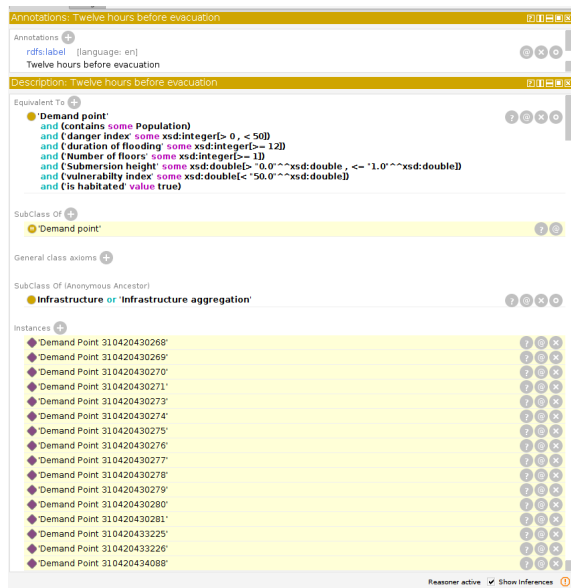 Annotations: Twelve hours before evacuation
Annotations
rdfs:label [language: en]
Twelve hours before evacuation
Description: Twelve hours before evacuation
Equivalent To
'Demand point'
and (contains some Population)
and ('danger index' some xsd:integer[> 0 , < 50])
and ('duration of flooding' some xsd:integer[>= 12])
and ('Number of floors' some xsd:integer[>= 1])
and ('Submersion height' some xsd:double[> "0.0"^^xsd:double , <= "1.0"^^xsd:double])
and ('vulnerabilty index' some xsd:double[< "50.0"^^xsd:double])
and ('is habitated' value true)
SubClass Of
'Demand point'
General class axioms
SubClass Of (Anonymous Ancestor)
Infrastructure or 'Infrastructure aggregation'
Instances
'Demand Point 310420430268'
'Demand Point 310420430269'
'Demand Point 310420430270'
'Demand Point 310420430271'
'Demand Point 310420430273'
'Demand Point 310420430274'
'Demand Point 310420430275'
'Demand Point 310420430276'
'Demand Point 310420430277'
'Demand Point 310420430278'
'Demand Point 310420430279'
'Demand Point 310420430280'
'Demand Point 310420430281'
'Demand Point 310420433225'
'Demand Point 310420433226'
'Demand Point 310420434088'
Reasoner active Show Inferences